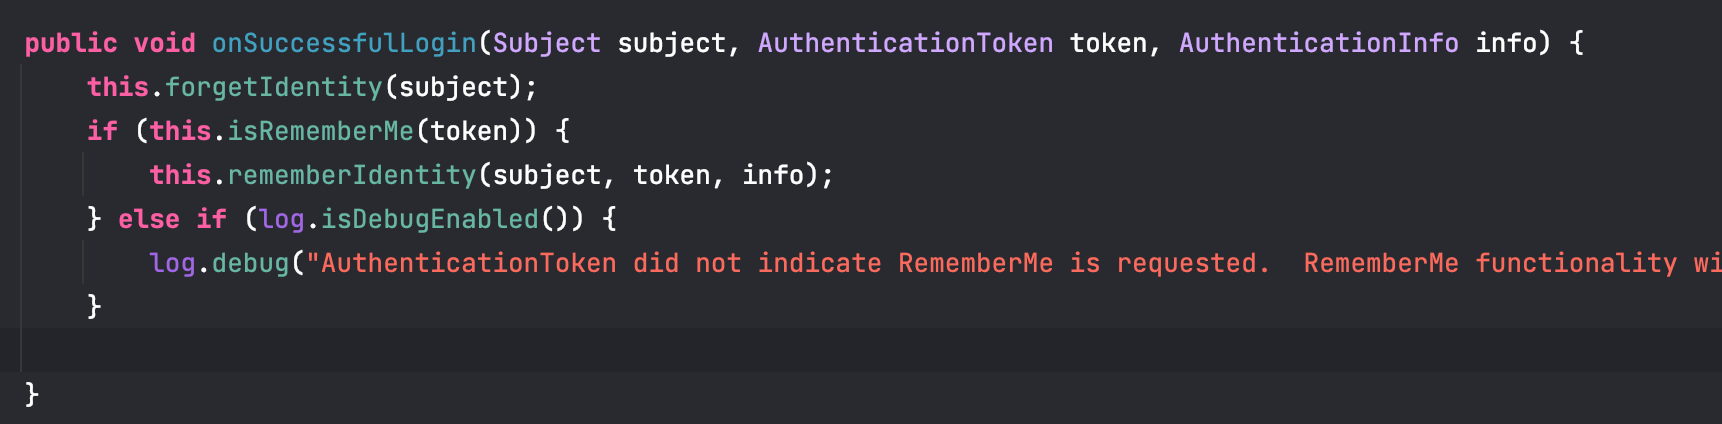 public void onSuccessfulLogin(Subject subject, AuthenticationToken token, AuthenticationInfo info) {
    this.forgetIdentity(subject);
    if (this.isRememberMe(token)) {
        this.rememberIdentity(subject, token, info);
    } else if (log.isDebugEnabled()) {
        log.debug("AuthenticationToken did not indicate RememberMe is requested.  RememberMe functionality wi
    }
}